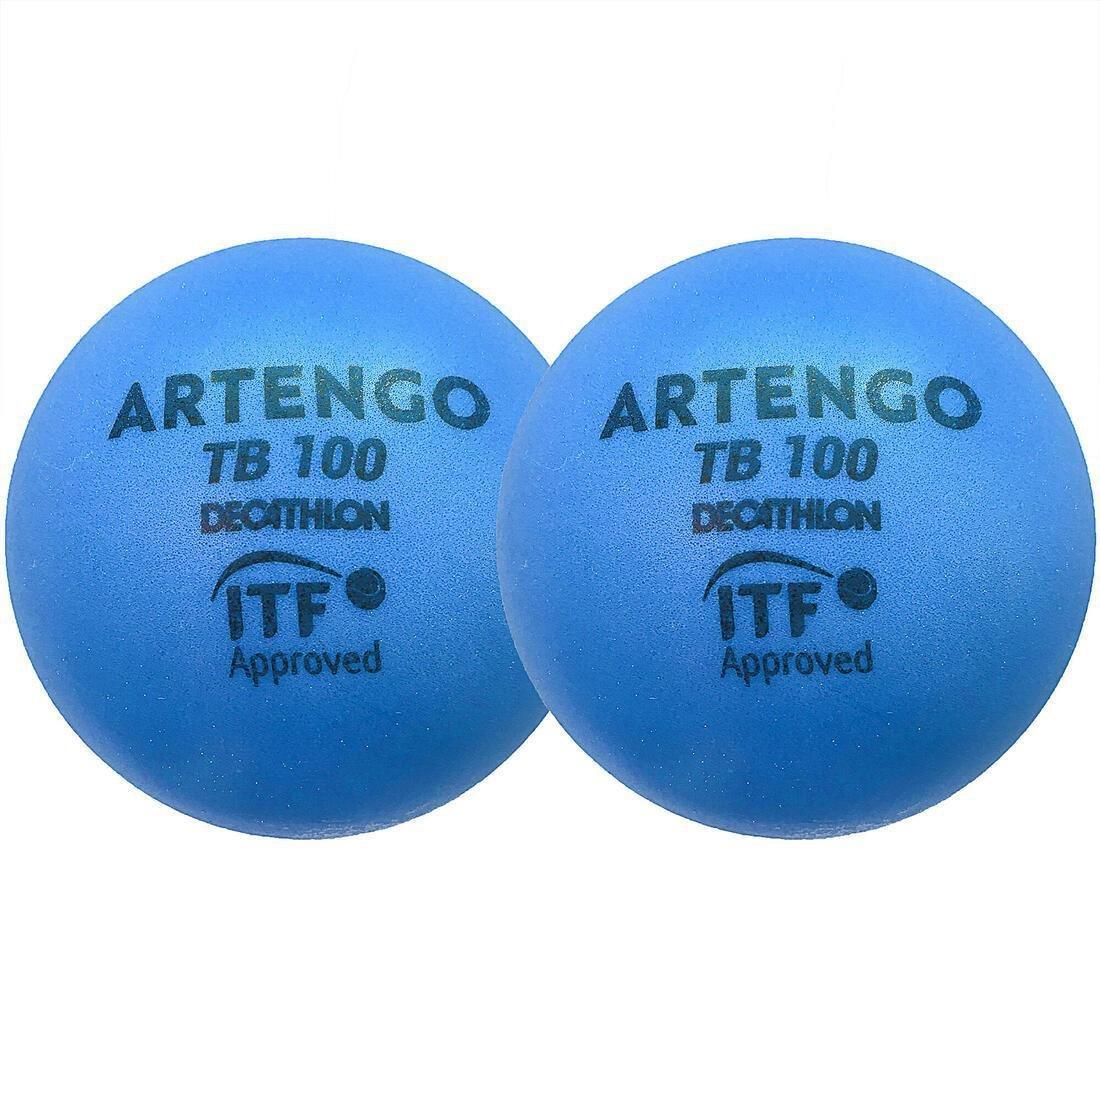 ARTENGO
TB 100
DECATHLON
ITF
Approved
ARTENGO
TB 100
DECATHLON
ITF
Approved